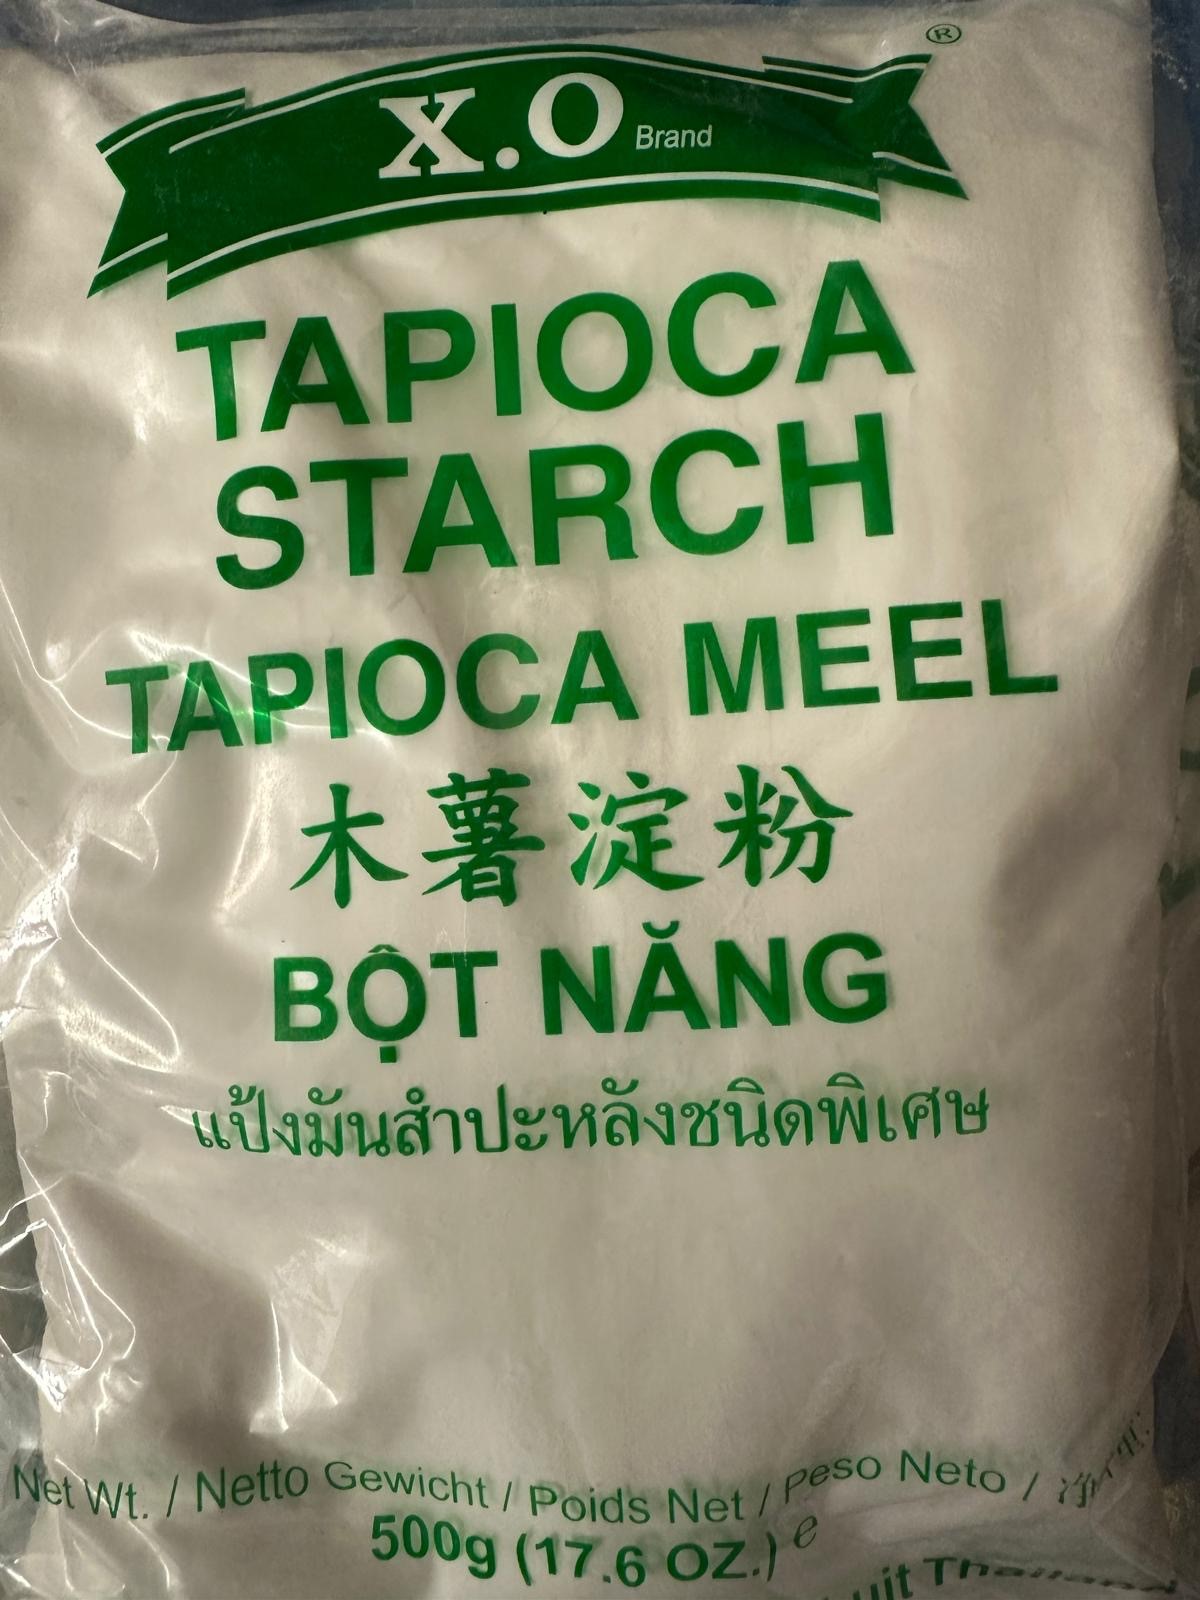 X.O Brand ®
TAPIOCA
STARCH
TAPIOCA MEEL
木薯淀粉
BỘT NĂNG
แป้งมันสำปะหลังชนิดพิเศษ
Net Wt. / Netto Gewicht / Poids Net / Peso Neto / 净
500g (17.6 OZ.) e
Thailand